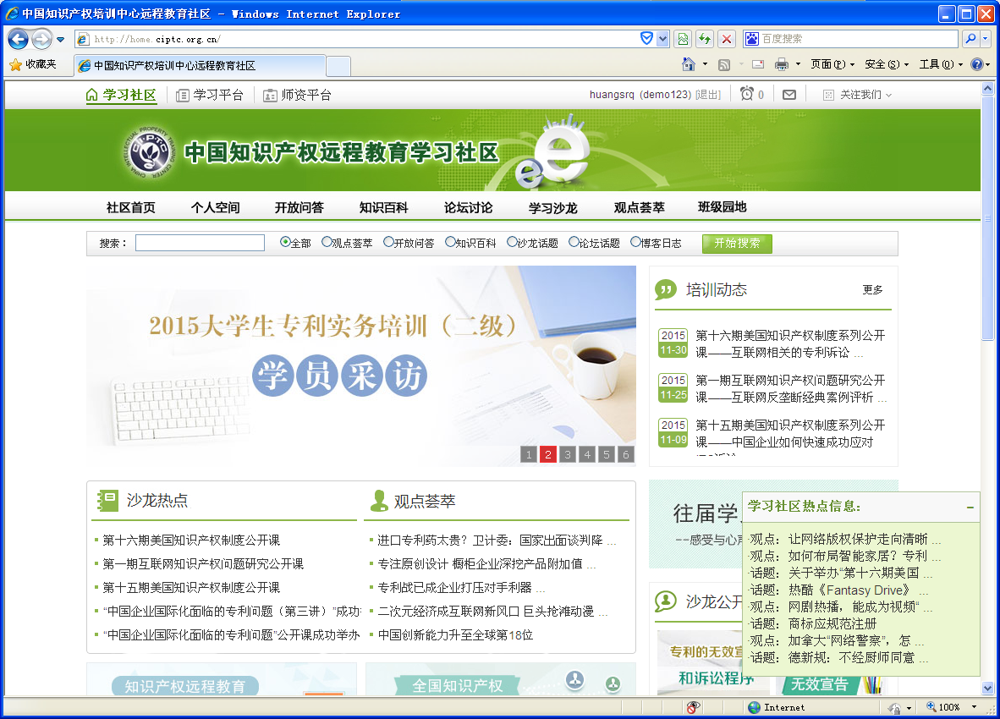 中国知识产权培训中心远程教育社区 - Windows Internet Explorer
http://home.ciptc.org.cn/
百度搜索
收藏夹
中国知识产权培训中心远程教育社区
页面(P)
安全(S)
工具(O)
学习社区
学习平台
师资平台
huangsrq (demo123) [退出]
0
关注我们
CIPTC
INTELLECTUAL PROPERTY
中国知识产权远程教育学习社区
社区首页
个人空间
开放问答
知识百科
论坛讨论
学习沙龙
观点荟萃
班级园地
搜索：
全部
观点荟萃
开放问答
知识百科
沙龙话题
论坛话题
博客日志
开始搜索
2015大学生专利实务培训（二级）
学员采访
1 2 3 4 5 6
培训动态
更多
2015
11-30
第十六期美国知识产权制度系列公开
课——互联网相关的专利诉讼 ...
2015
11-25
第一期互联网知识产权问题研究公开
课——互联网反垄断经典案例评析 ...
2015
11-09
第十五期美国知识产权制度系列公开
课——中国企业如何快速成功应对
沙龙热点
第十六期美国知识产权制度公开课
第一期互联网知识产权问题研究公开课
第十五期美国知识产权制度公开课
“中国企业国际化面临的专利问题（第三讲）”成功
“中国企业国际化面临的专利问题”公开课成功举办
观点荟萃
进口专利药太贵？卫计委：国家出面谈判降 ...
专注原创设计 橱柜企业深挖产品附加值 ...
专利战已成企业打压对手利器 ...
二次元经济成互联网新风口 巨头抢滩动漫 ...
中国创新能力升至全球第18位
往届学
--感受与心声
沙龙公开
专利的无效宣
和诉讼程序
无效宣告
学习社区热点信息:
·观点：让网络版权保护走向清晰 ...
·观点：如何布局智能家居？专利 ...
·话题：关于举办“第十六期美国 ...
·话题：热酷《Fantasy Drive》 ...
·观点：网剧热播，能成为视频“ ...
·话题：商标应规范注册
·观点：加拿大“网络警察”，怎 ...
·话题：德新规：不经厨师同意 ...
知识产权远程教育
全国知识产权
Internet
100%